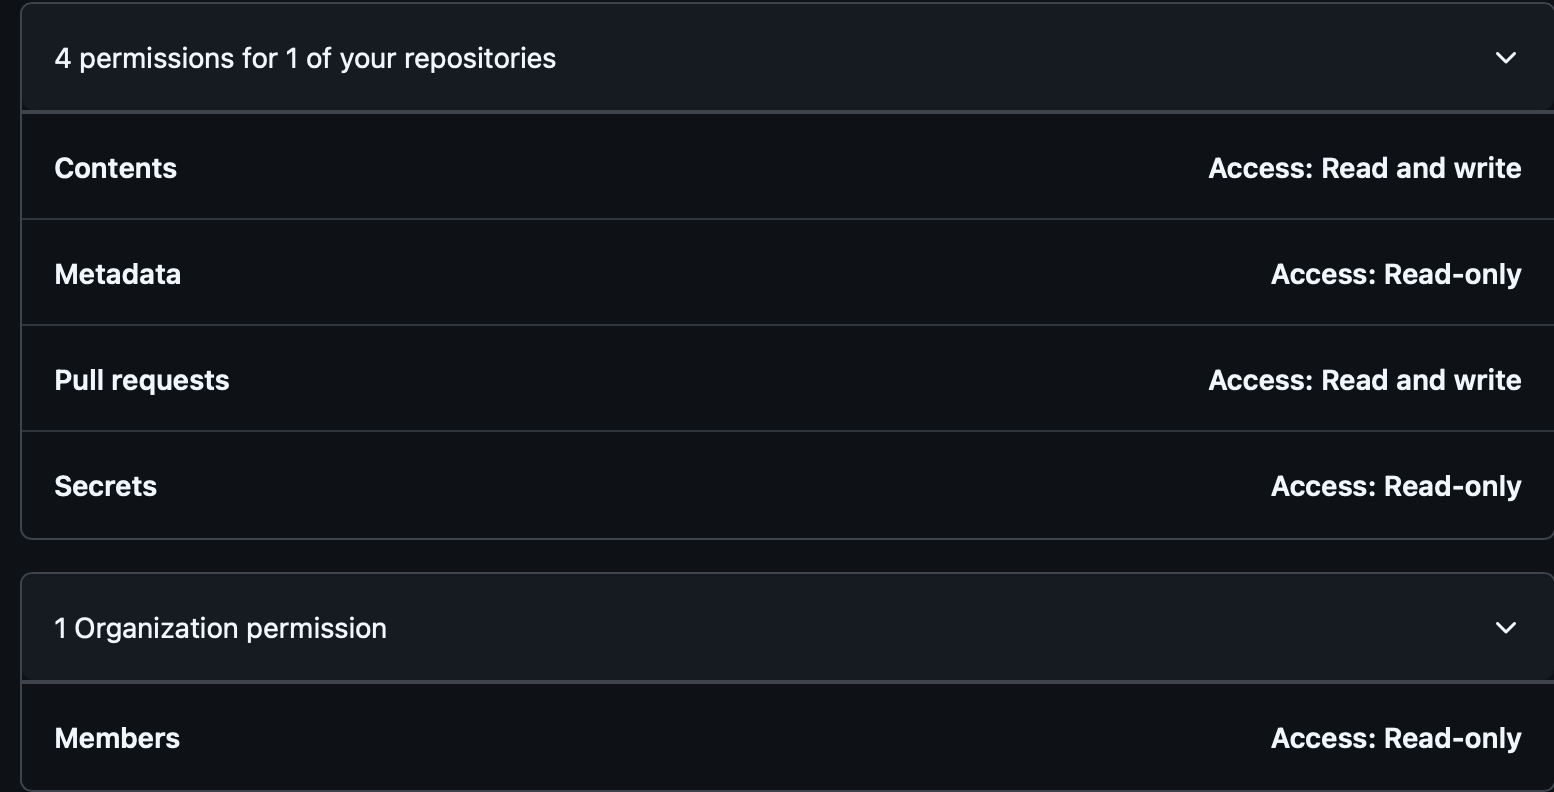 4 permissions for 1 of your repositories
Contents Access: Read and write
Metadata Access: Read-only
Pull requests Access: Read and write
Secrets Access: Read-only
1 Organization permission
Members Access: Read-only